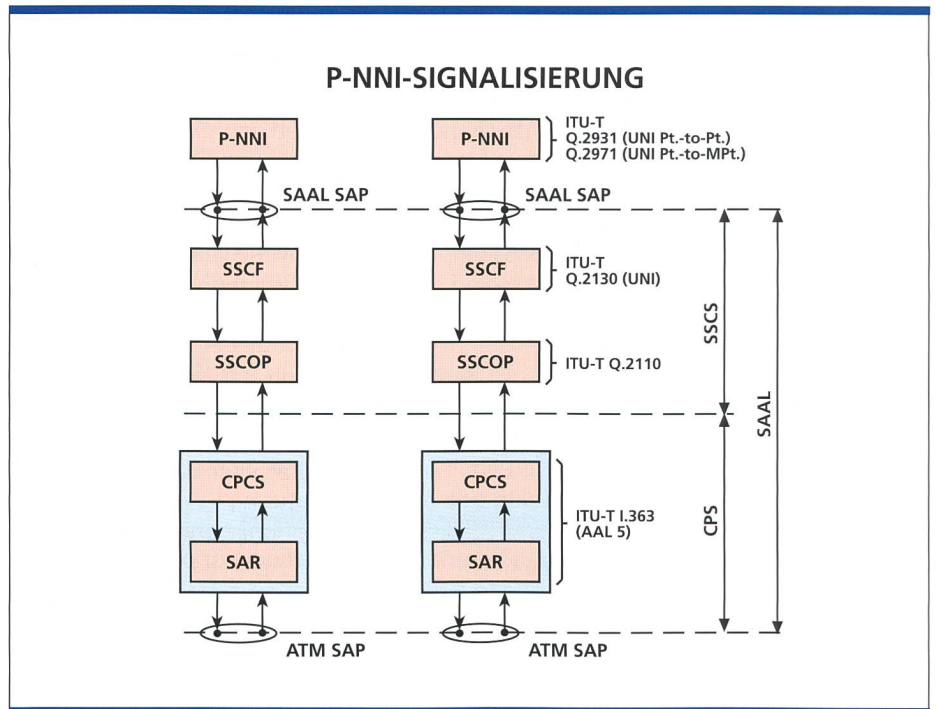 P-NNI-SIGNALISIERUNG
P-NNI
P-NNI
ITU-T
Q.2931 (UNI Pt.-to-Pt.)
Q.2971 (UNI Pt.-to-MPt.)
SAAL SAP
SAAL SAP
SSCF
SSCF
ITU-T
Q.2130 (UNI)
SSCS
SSCOP
SSCOP
ITU-T Q.2110
SAAL
CPCS
CPCS
SAR
SAR
ITU-T I.363
(AAL 5)
CPS
ATM SAP
ATM SAP